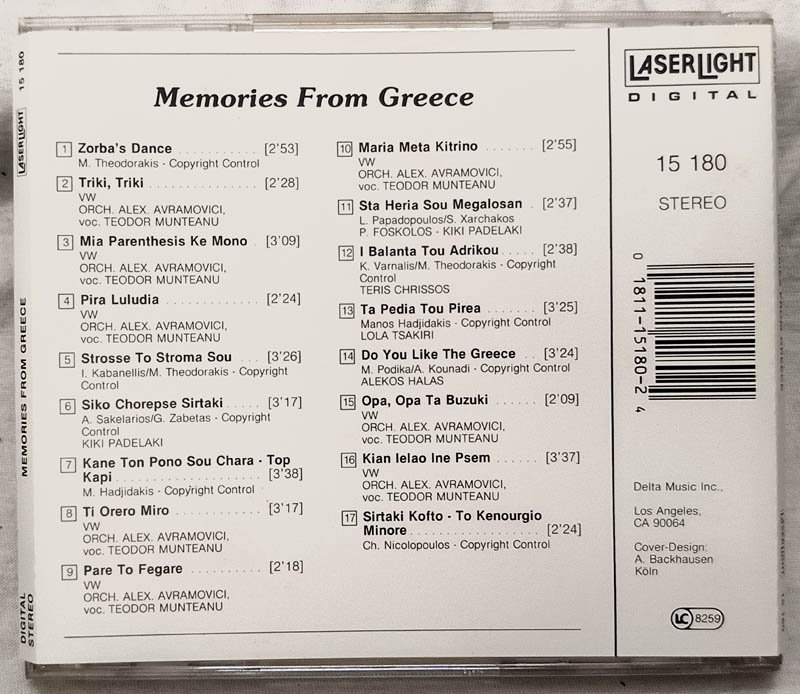 Memories From Greece
1 Zorba's Dance .......... [2'53]
M. Theodorakis - Copyright Control
2 Triki, Triki .............. [2'28]
VW
ORCH. ALEX. AVRAMOVICI,
voc. TEODOR MUNTEANU
3 Mia Parenthesis Ke Mono . [3'09]
VW
ORCH. ALEX. AVRAMOVICI,
voc. TEODOR MUNTEANU
4 Pira Luludia ............ [2'24]
VW
ORCH. ALEX. AVRAMOVICI,
voc. TEODOR MUNTEANU
5 Strosse To Stroma Sou ... [3'26]
I. Kabanellis/M. Theodorakis - Copyright
Control
6 Siko Chorepse Sirtaki ..... [3'17]
A. Sakelarios/G. Zabetas - Copyright
Control
KIKI PADELAKI
7 Kane Ton Pono Sou Chara - Top
Kapi .................. [3'38]
M. Hadjidakis - Copyright Control
8 Ti Orero Miro ........... [3'17]
VW
ORCH. ALEX. AVRAMOVICI,
voc. TEODOR MUNTEANU
9 Pare To Fegare .......... [2'18]
VW
ORCH. ALEX. AVRAMOVICI,
voc. TEODOR MUNTEANU
10 Maria Meta Kitrino ....... [2'55]
VW
ORCH. ALEX. AVRAMOVICI,
voc. TEODOR MUNTEANU
11 Sta Heria Sou Megalosan . [2'37]
L. Papadopoulos/S. Xarchakos
P. FOSKOLOS - KIKI PADELAKI
12 I Balanta Tou Adrikou ..... [2'38]
K. Varnalis/M. Theodorakis - Copyright
Control
TERIS CHRISSOS
13 Ta Pedia Tou Pirea ....... [3'25]
Manos Hadjidakis - Copyright Control
LOLA TSAKIRI
14 Do You Like The Greece .. [3'24]
M. Podika/A. Kounadi - Copyright Control
ALEKOS HALAS
15 Opa, Opa Ta Buzuki ...... [2'09]
VW
ORCH. ALEX. AVRAMOVICI,
voc. TEODOR MUNTEANU
16 Kian Ielao Ine Psem ...... [3'37]
VW
ORCH. ALEX. AVRAMOVICI,
voc. TEODOR MUNTEANU
17 Sirtaki Kofto - To Kenourgio
Minore .................. [2'24]
Ch. Nicolopoulos - Copyright Control
LASERLIGHT
DIGITAL
15 180
STEREO
0 1811-15180-2 4
Delta Music Inc.,
Los Angeles,
CA 90064
Cover-Design:
A. Backhausen
Köln
LC 8259
LASERLIGHT 15 180
MEMORIES FROM GREECE
DIGITAL
STEREO